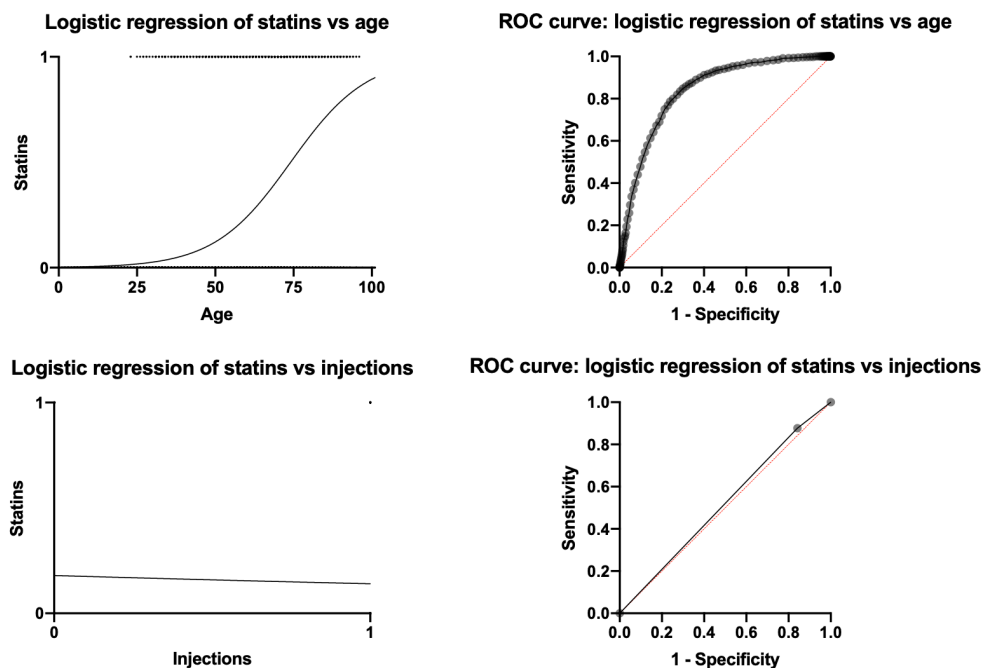 Logistic regression of statins vs age
1
0
Statins
0
25
50
75
100
Age
ROC curve: logistic regression of statins vs age
1.0
0.8
0.6
0.4
0.2
0.0
Sensitivity
0.0
0.2
0.4
0.6
0.8
1.0
1 - Specificity
Logistic regression of statins vs injections
1
0
Statins
0
1
Injections
ROC curve: logistic regression of statins vs injections
1.0
0.8
0.6
0.4
0.2
0.0
Sensitivity
0.0
0.2
0.4
0.6
0.8
1.0
1 - Specificity